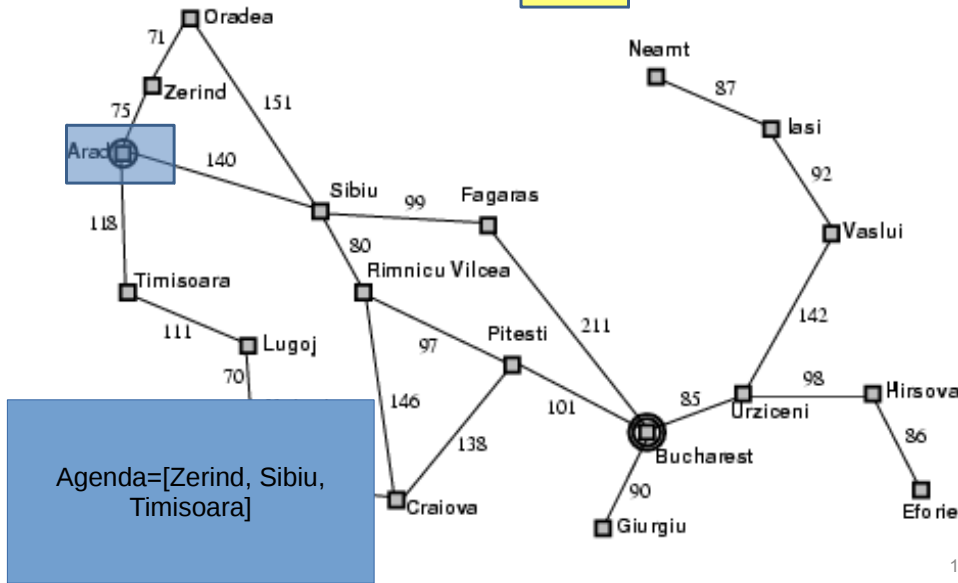 Oradea
Neamt
71
87
Zerind
151
Iasi
75
Arad
140
92
Sibiu
99
Fagaras
118
Vaslui
80
Timisoara
Rimnicu Vilcea
142
111
Pitesti
211
Lugoj
97
70
98
Hirsova
146
101
85
Urziceni
138
86
Bucharest
Agenda=[Zerind, Sibiu,
Timisoara]
90
Craiova
Giurgiu
Eforie
1